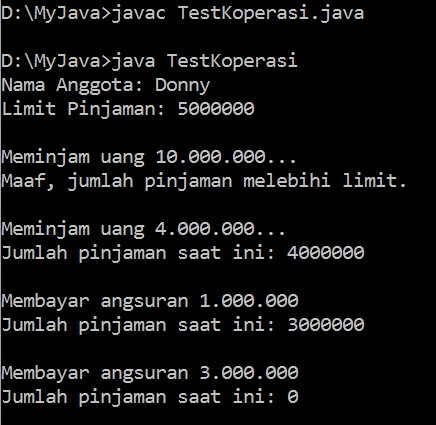 D:\MyJava>javac TestKoperasi.java
D:\MyJava>java TestKoperasi
Nama Anggota: Donny
Limit Pinjaman: 5000000
Meminjam uang 10.000.000...
Maaf, jumlah pinjaman melebihi limit.
Meminjam uang 4.000.000...
Jumlah pinjaman saat ini: 4000000
Membayar angsuran 1.000.000
Jumlah pinjaman saat ini: 3000000
Membayar angsuran 3.000.000
Jumlah pinjaman saat ini: 0